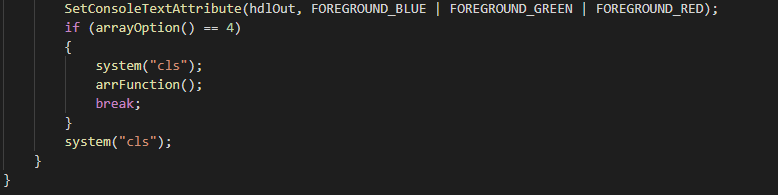 SetConsoleTextAttribute(hdlOut, FOREGROUND_BLUE | FOREGROUND_GREEN | FOREGROUND_RED);
if (arrayOption() == 4)
{
system("cls");
arrFunction();
break;
}
system("cls");
}
}